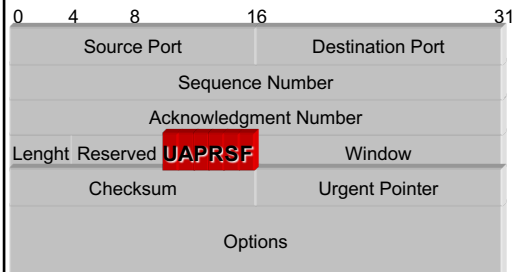 0 4 8 16 31
Source Port Destination Port
Sequence Number
Acknowledgment Number
Lenght Reserved UAPRSF Window
Checksum Urgent Pointer
Options